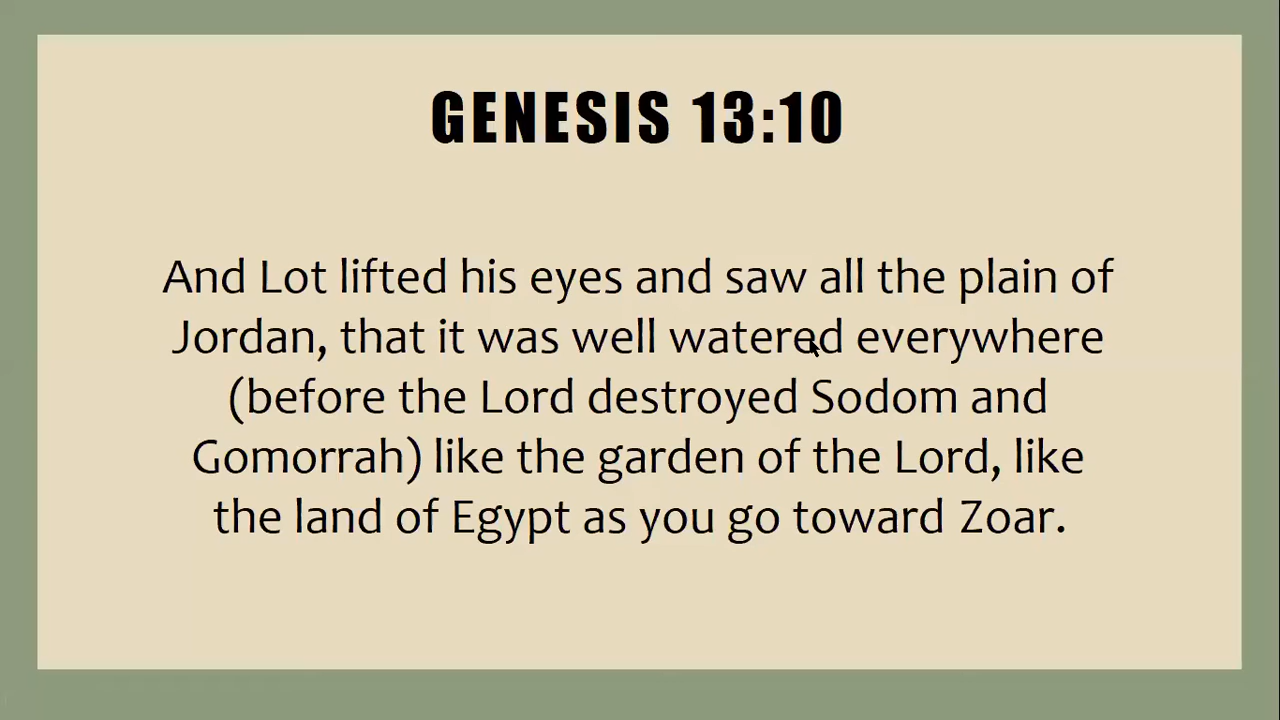 GENESIS 13:10
And Lot lifted his eyes and saw all the plain of
Jordan, that it was well watered everywhere
(before the Lord destroyed Sodom and
Gomorrah) like the garden of the Lord, like
the land of Egypt as you go toward Zoar.